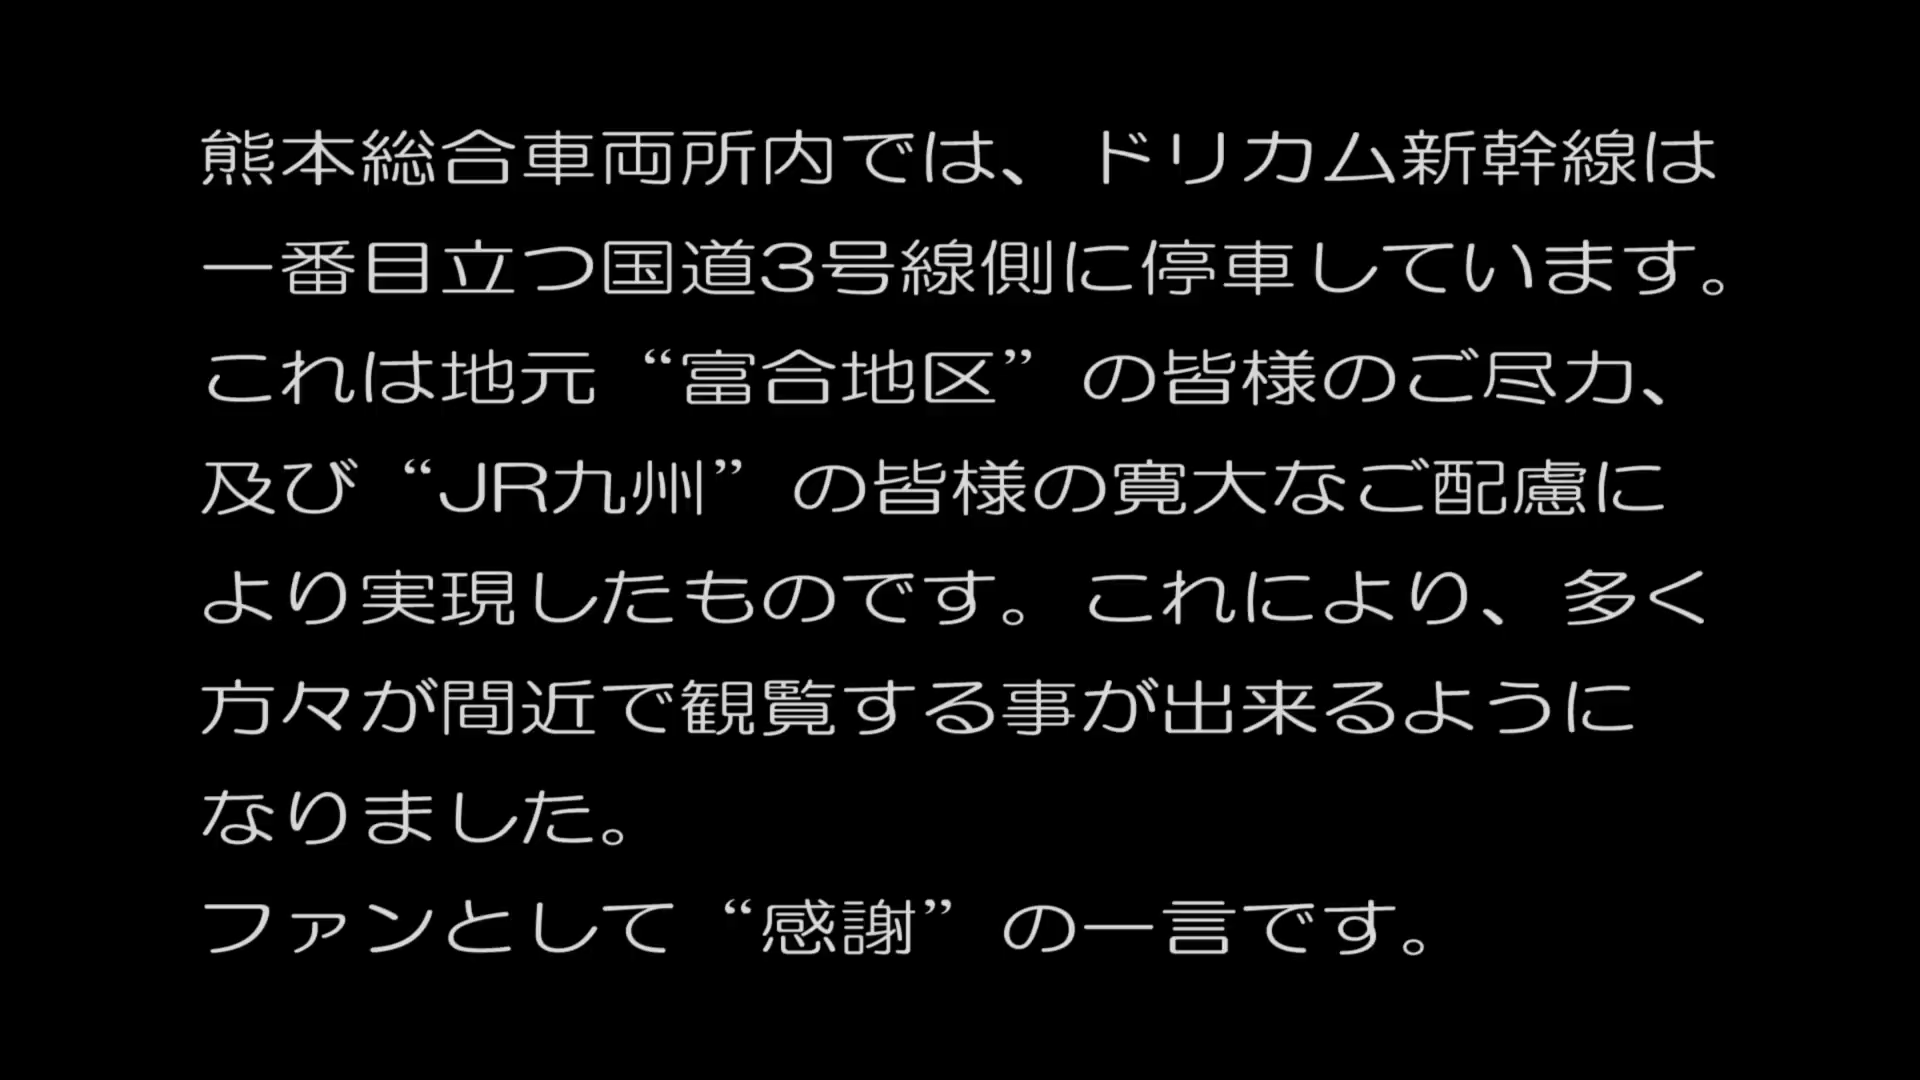 熊本総合車両所内では、ドリカム新幹線は
一番目立つ国道3号線側に停車しています。
これは地元“富合地区”の皆様のご尽力、
及び“JR九州”の皆様の寛大なご配慮に
より実現したものです。これにより、多く
方々が間近で観覧する事が出来るように
なりました。
ファンとして“感謝”の一言です。